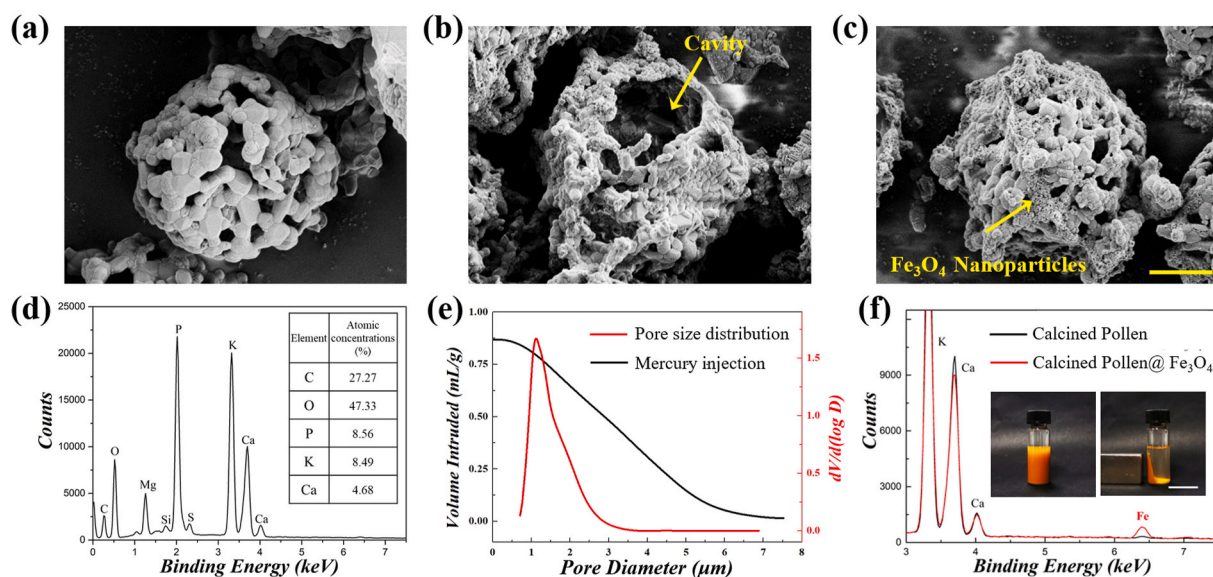 (a)
(b)
Cavity
(c)
Fe₃O₄ Nanoparticles
(d)
25000
20000
15000
10000
5000
0
Counts
C
O
Mg
Si
P
S
K
Ca
Ca
Element
Atomic
concentrations
(%)
C 27.27
O 47.33
P 8.56
K 8.49
Ca 4.68
0 1 2 3 4 5 6 7
Binding Energy (keV)
(e)
1.00
0.75
0.50
0.25
0.00
Volume Intruded (mL/g)
Pore size distribution
Mercury injection
1.5
1.0
0.5
0.0
dV/d(log D)
0 1 2 3 4 5 6 7 8
Pore Diameter (μm)
(f)
9000
6000
3000
0
Counts
K
Ca
Ca
Fe
Calcined Pollen
Calcined Pollen@ Fe₃O₄
3 4 5 6 7
Binding Energy (keV)